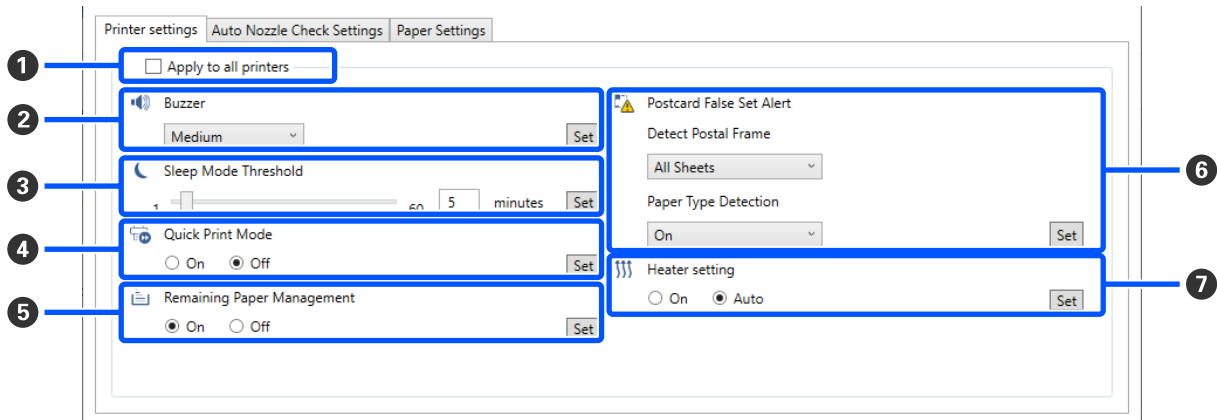 Printer settings Auto Nozzle Check Settings Paper Settings
1 Apply to all printers
2 Buzzer
Medium Set
3 Sleep Mode Threshold
1 60 5 minutes Set
4 Quick Print Mode
On Off Set
5 Remaining Paper Management
On Off Set
Postcard False Set Alert
Detect Postal Frame
All Sheets 6
Paper Type Detection
On Set
Heater setting 7
On Auto Set